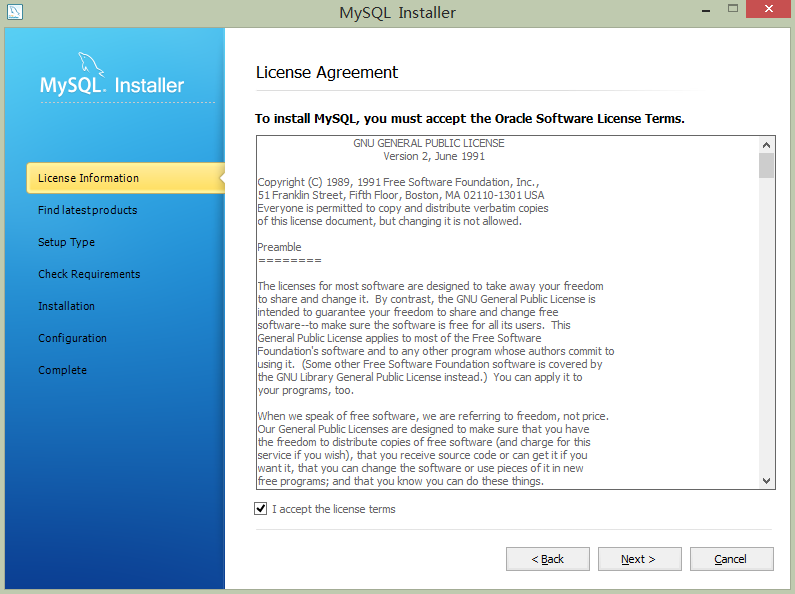 MySQL Installer
MySQL. Installer
License Information
Find latest products
Setup Type
Check Requirements
Installation
Configuration
Complete
License Agreement
To install MySQL, you must accept the Oracle Software License Terms.
GNU GENERAL PUBLIC LICENSE
Version 2, June 1991
Copyright (C) 1989, 1991 Free Software Foundation, Inc.,
51 Franklin Street, Fifth Floor, Boston, MA 02110-1301 USA
Everyone is permitted to copy and distribute verbatim copies
of this license document, but changing it is not allowed.
Preamble
========
The licenses for most software are designed to take away your freedom
to share and change it.  By contrast, the GNU General Public License is
intended to guarantee your freedom to share and change free
software--to make sure the software is free for all its users.  This
General Public License applies to most of the Free Software
Foundation's software and to any other program whose authors commit to
using it.  (Some other Free Software Foundation software is covered by
the GNU Library General Public License instead.)  You can apply it to
your programs, too.
When we speak of free software, we are referring to freedom, not price.
Our General Public Licenses are designed to make sure that you have
the freedom to distribute copies of free software (and charge for this
service if you wish), that you receive source code or can get it if you
want it, that you can change the software or use pieces of it in new
free programs; and that you know you can do these things.
I accept the license terms
< Back
Next >
Cancel